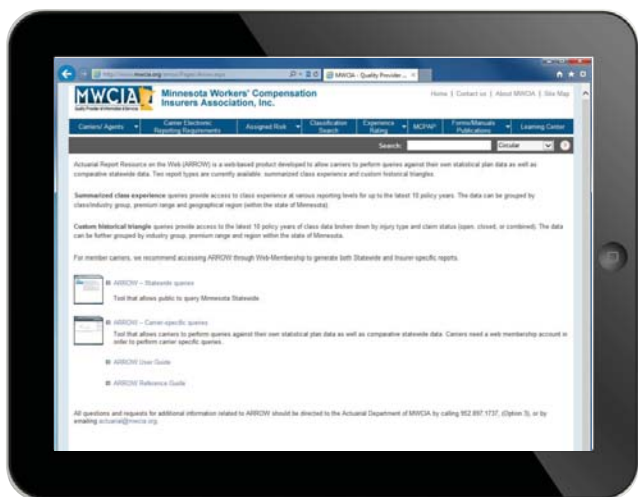 MWCIA - Quality Provider ...
MWCIA
Minnesota Workers' Compensation
Insurers Association, Inc.
Home | Contact us | About MWCIA | Site Map
Carriers/ Agents
Carrier Electronic
Reporting Requirements
Assigned Risk
Classification
Search
Experience
Rating
MCPAP
Forms/Manuals
Publications
Learning Center
Search:
Circular
Actuarial Report Resource on the Web (ARROW) is a web-based product developed to allow carriers to perform queries against their own statistical plan data as well as
comparative statewide data. Two report types are currently available: summarized class experience and custom historical triangles.
Summarized class experience queries provide access to class experience at various reporting levels for up to the latest 10 policy years. The data can be grouped by
class/industry group, premium range and geographical region (within the state of Minnesota).
Custom historical triangle queries provide access to the latest 10 policy years of class data broken down by injury type and claim status (open, closed, or combined). The data
can be further grouped by industry group, premium range and region within the state of Minnesota.
For member carriers, we recommend accessing ARROW through Web-Membership to generate both Statewide and Insurer-specific reports.
ARROW – Statewide queries
Tool that allows public to query Minnesota Statewide.
ARROW – Carrier-specific queries
Tool that allows carriers to perform queries against their own statistical plan data as well as comparative statewide data. Carriers need a web membership account in
order to perform carrier specific queries.
ARROW User Guide
ARROW Reference Guide
All questions and requests for additional information related to ARROW should be directed to the Actuarial Department of MWCIA by calling 952.897.1737, (Option 3), or by
emailing actuarial@mwcia.org.